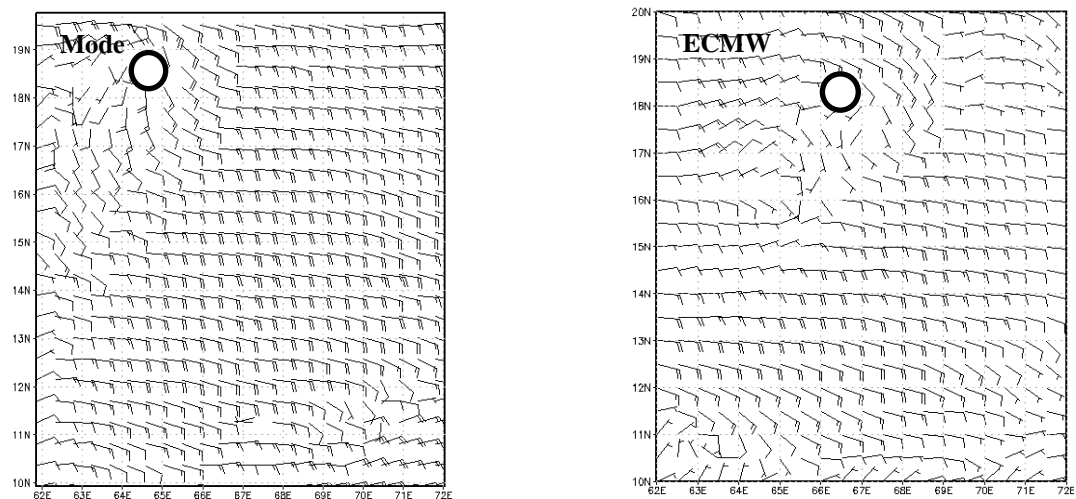 Mode
19N
18N
17N
16N
15N
14N
13N
12N
11N
10N
62E 63E 64E 65E 66E 67E 68E 69E 70E 71E 72E
ECMW
20N
19N
18N
17N
16N
15N
14N
13N
12N
11N
10N
62E 63E 64E 65E 66E 67E 68E 69E 70E 71E 72E